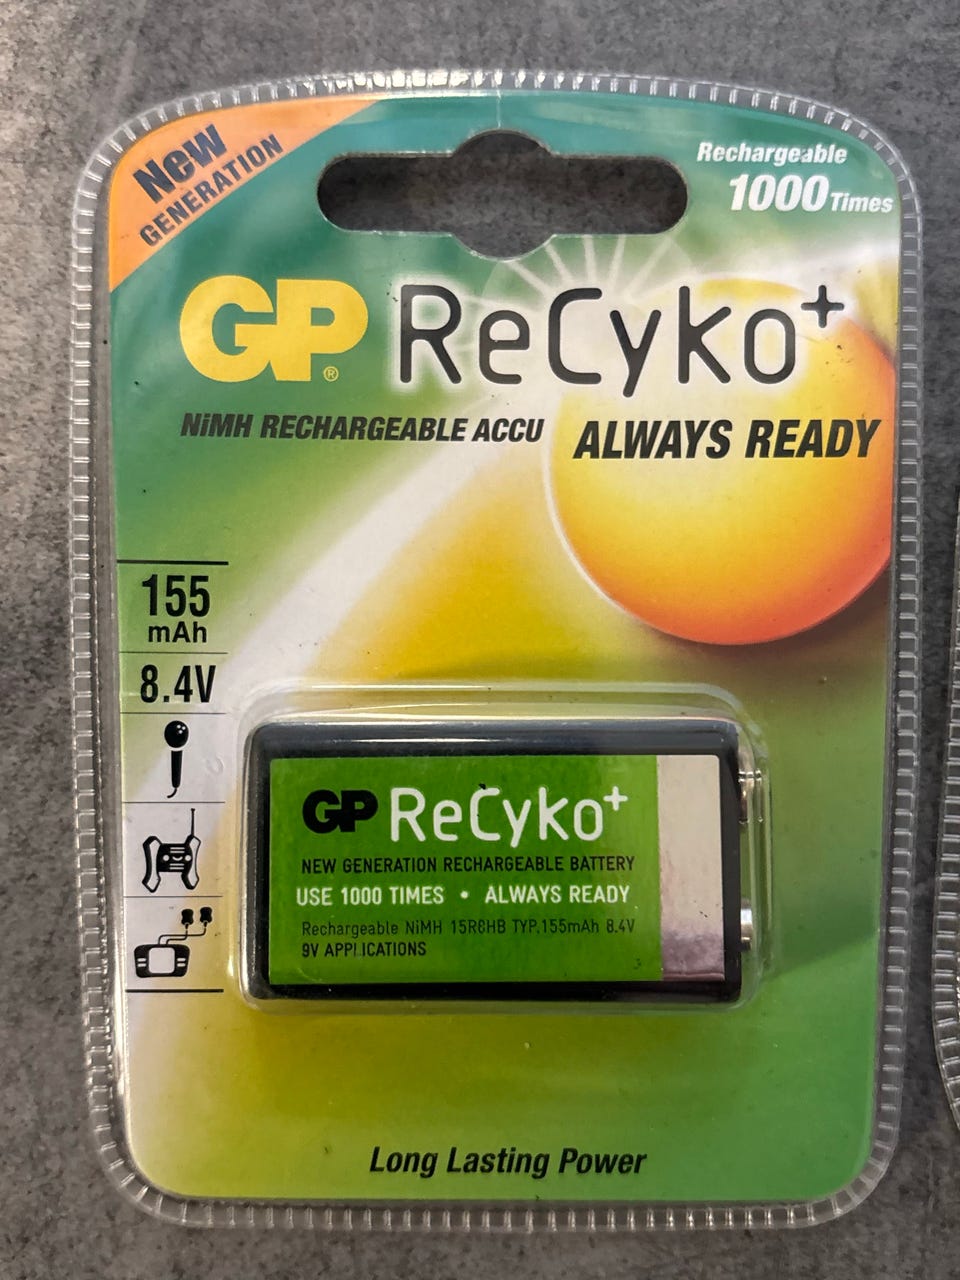 New
GENERATION
Rechargeable
1000 Times
GP® ReCyko+
NiMH RECHARGEABLE ACCU
ALWAYS READY
155
mAh
8.4V
GP ReCyko+
NEW GENERATION RECHARGEABLE BATTERY
USE 1000 TIMES • ALWAYS READY
Rechargeable NiMH 15R8HB TYP.155mAh 8.4V
9V APPLICATIONS
Long Lasting Power